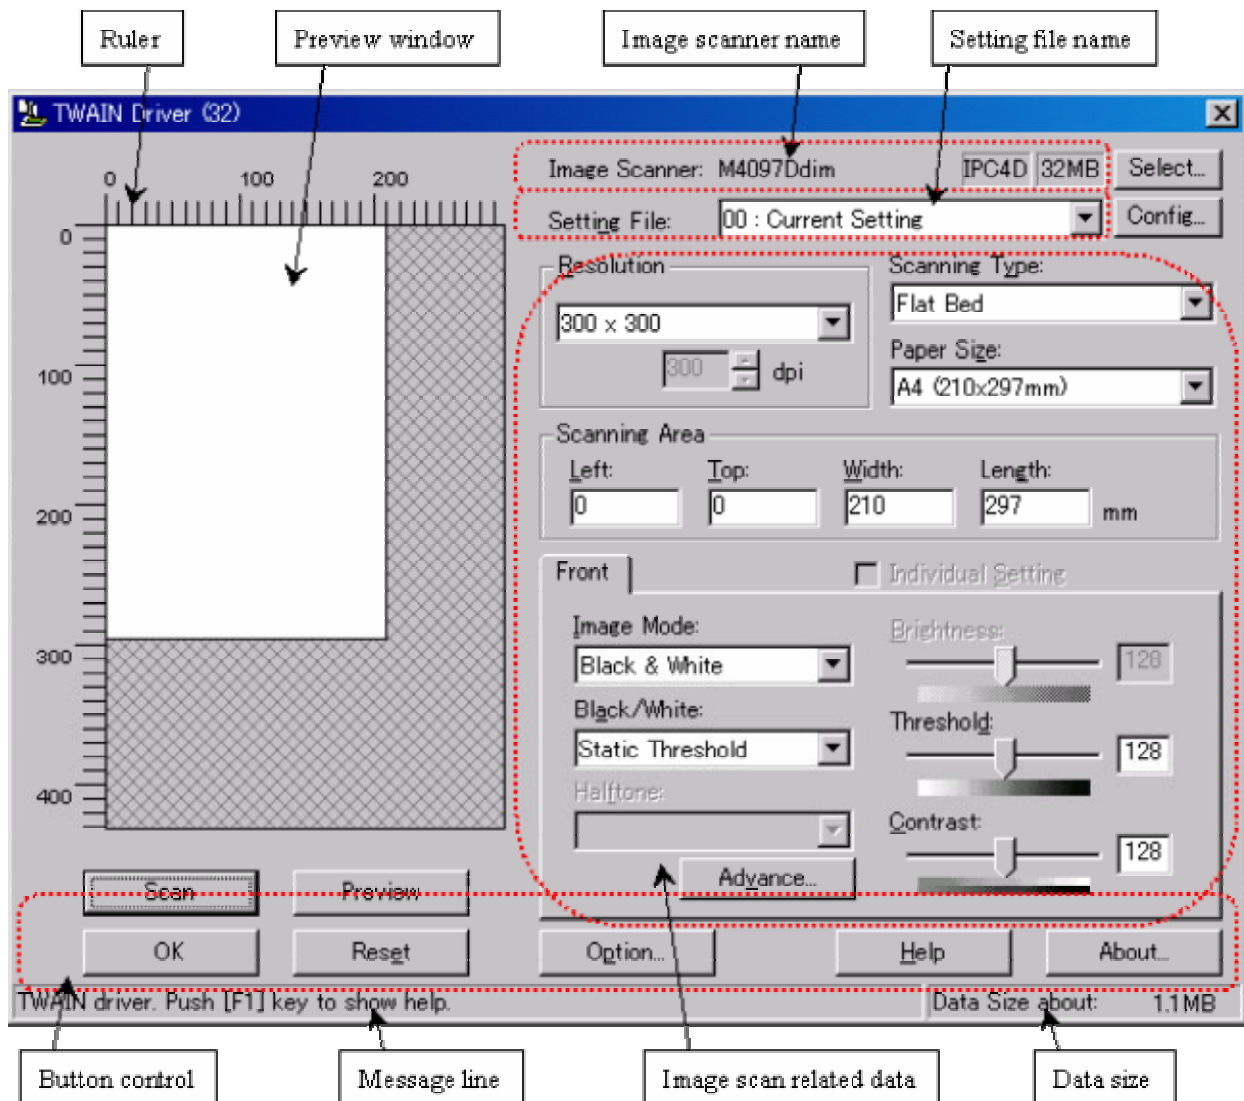 Ruler
Preview window
Image scanner name
Setting file name
TWAIN Driver (32)
Image Scanner: M4097Ddim IPC4D 32MB Select...
0 100 200
Setting File: 00 : Current Setting Config...
0
100
200
300
400
Resolution
300 x 300
300 dpi
Scanning Type:
Flat Bed
Paper Size:
A4 (210x297mm)
Scanning Area
Left: Top: Width: Length:
0 0 210 297 mm
Front
Individual Setting
Image Mode:
Black & White
Black/White:
Static Threshold
Halftone:
Advance...
Brightness:
128
Threshold:
128
Contrast:
128
Scan Preview
OK Reset Option... Help About...
TWAIN driver. Push [F1] key to show help. Data Size about: 1.1MB
Button control
Message line
Image scan related data
Data size